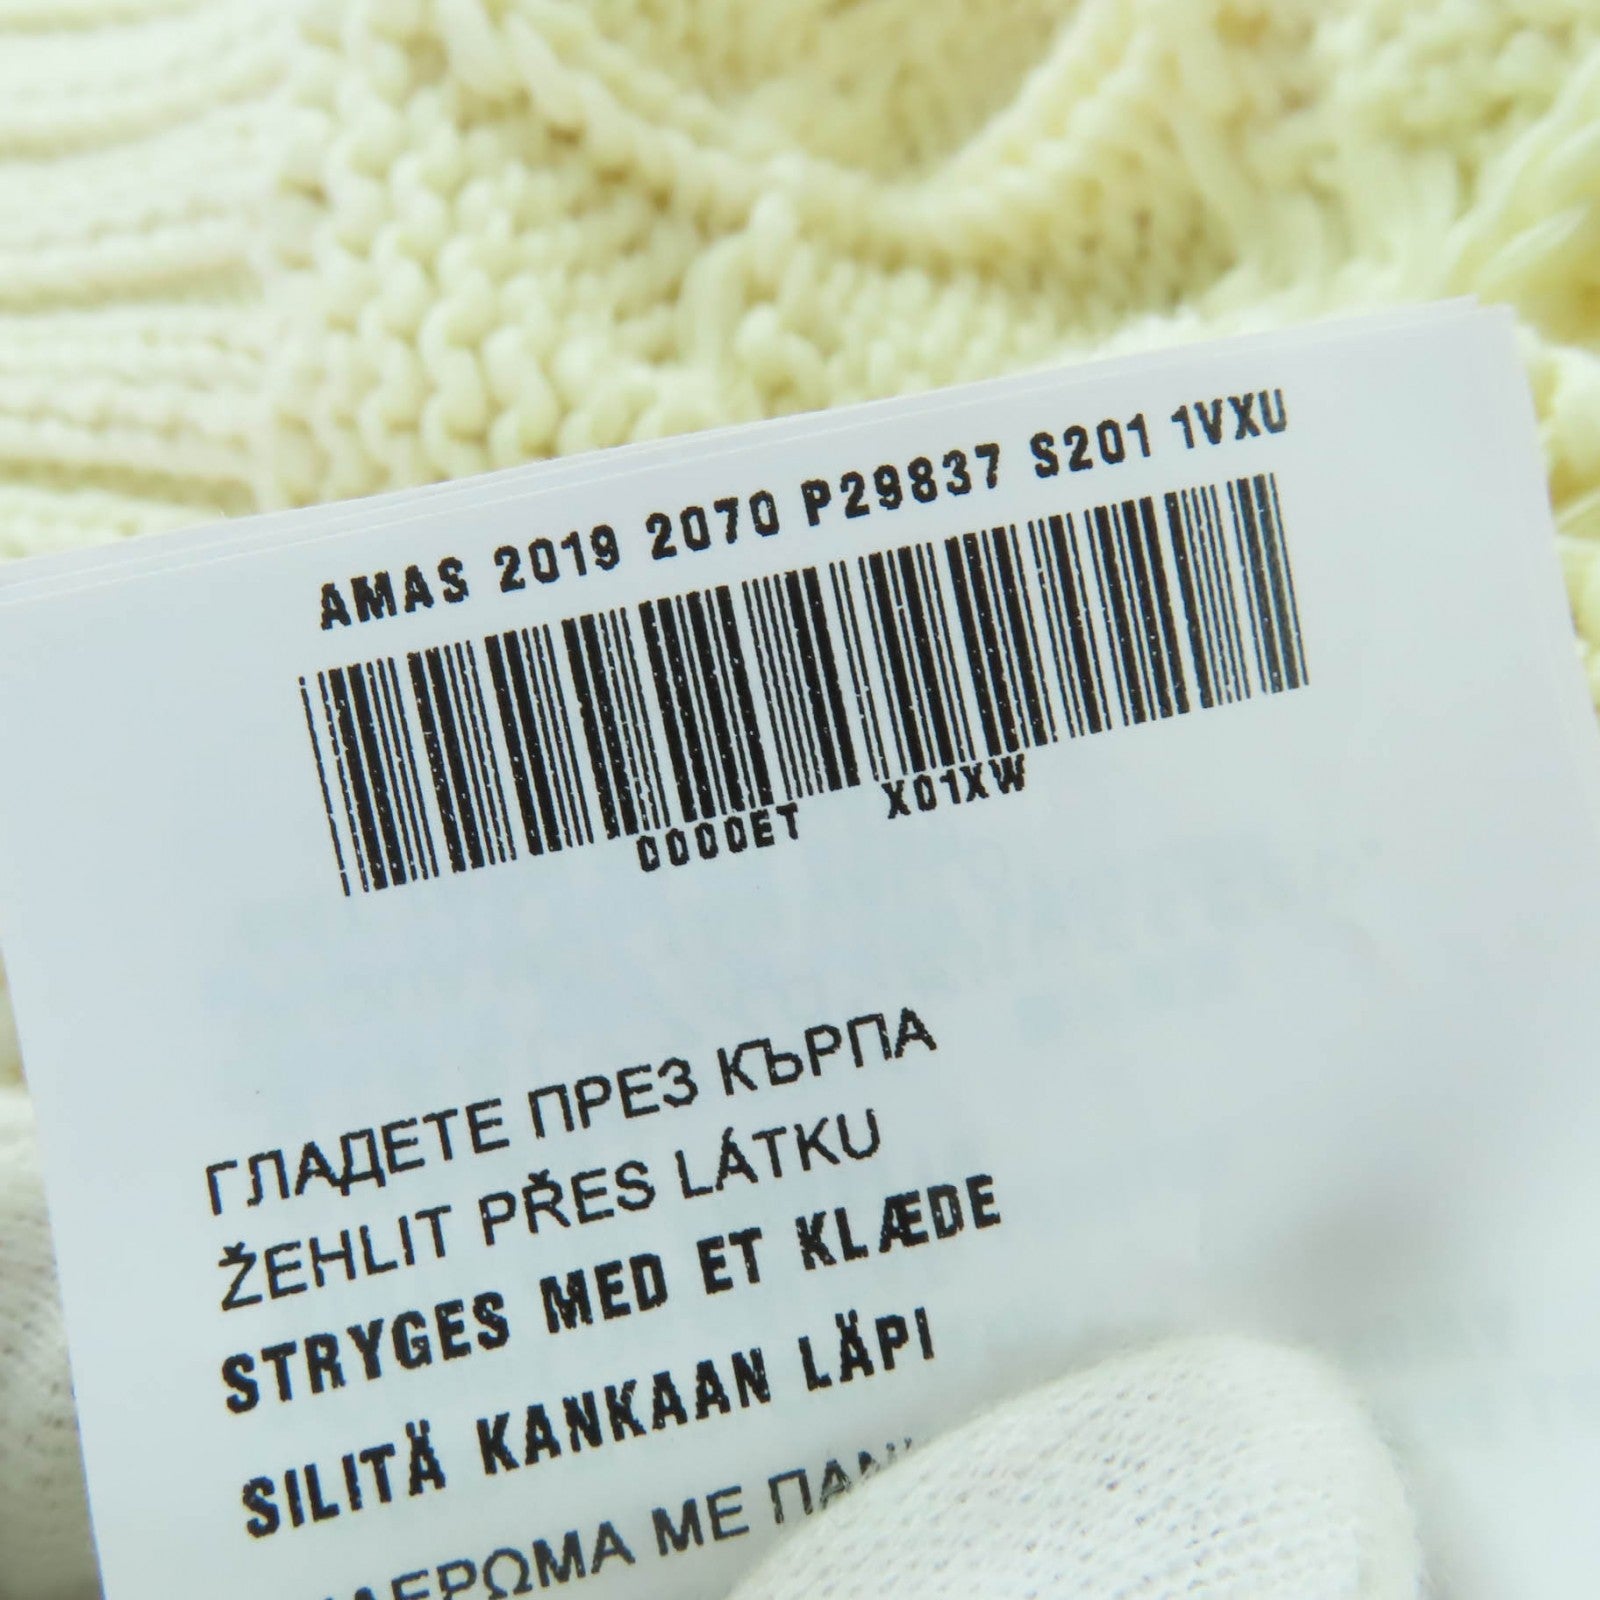 AMAS 2019 2070 P29837 S201 1VXU
0000ET X01XW
ГЛАДЕТЕ ПРЕЗ КЪРПА
ŽEHLIT PŘES LÁTKU
STRYGES MED ET KLÆDE
SILITÄ KANKAAN LÄPI
ΜΕ